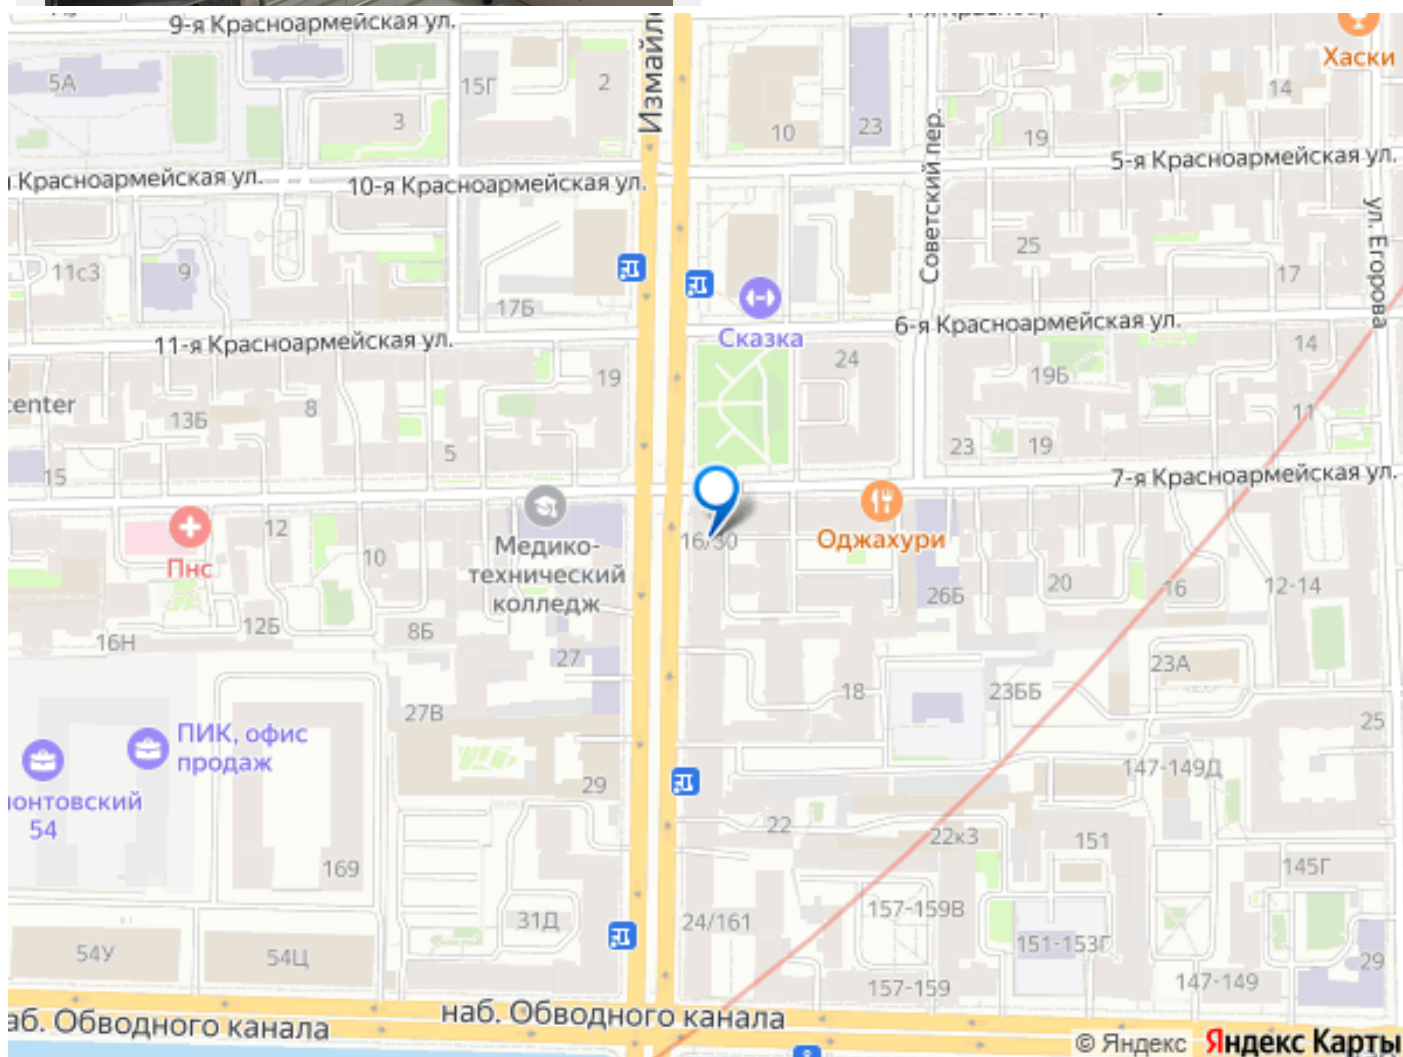 9-я Красноармейская ул.
Измайло
Хаски
5А
15Г
2
14
3
10
23
19
Советский пер.
5-я Красноармейская ул.
Красноармейская ул.
10-я Красноармейская ул.
ул. Егорова
25
11с3
9
17
17Б
Сказка
6-я Красноармейская ул.
11-я Красноармейская ул.
24
14
19
19Б
center
13Б
8
11
5
23
19
15
7-я Красноармейская ул.
12
16/30
Оджахури
Медико-
технический
колледж
Пнс
10
20
16
12-14
26Б
12Б
8Б
16Н
27
23А
18
23ББ
27В
25
ПИК, офис
продаж
147-149Д
29
онтовский
54
22
22к3
151
169
145Г
157-159В
31Д
24/161
151-153Г
54У
54Ц
29
157-159
147-149
наб. Обводного канала
аб. Обводного канала
© Яндекс Яндекс Карты